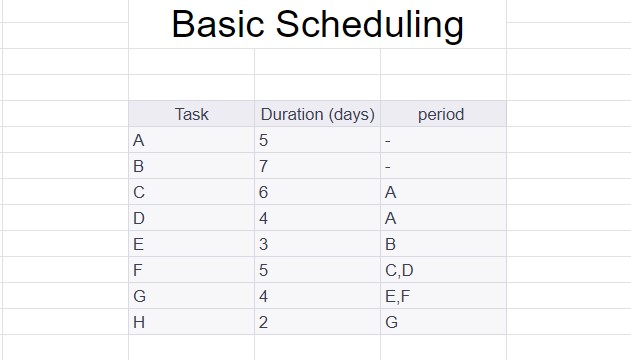 Basic Scheduling
Task Duration (days) period
A 5 -
B 7 -
C 6 A
D 4 A
E 3 B
F 5 C,D
G 4 E,F
H 2 G